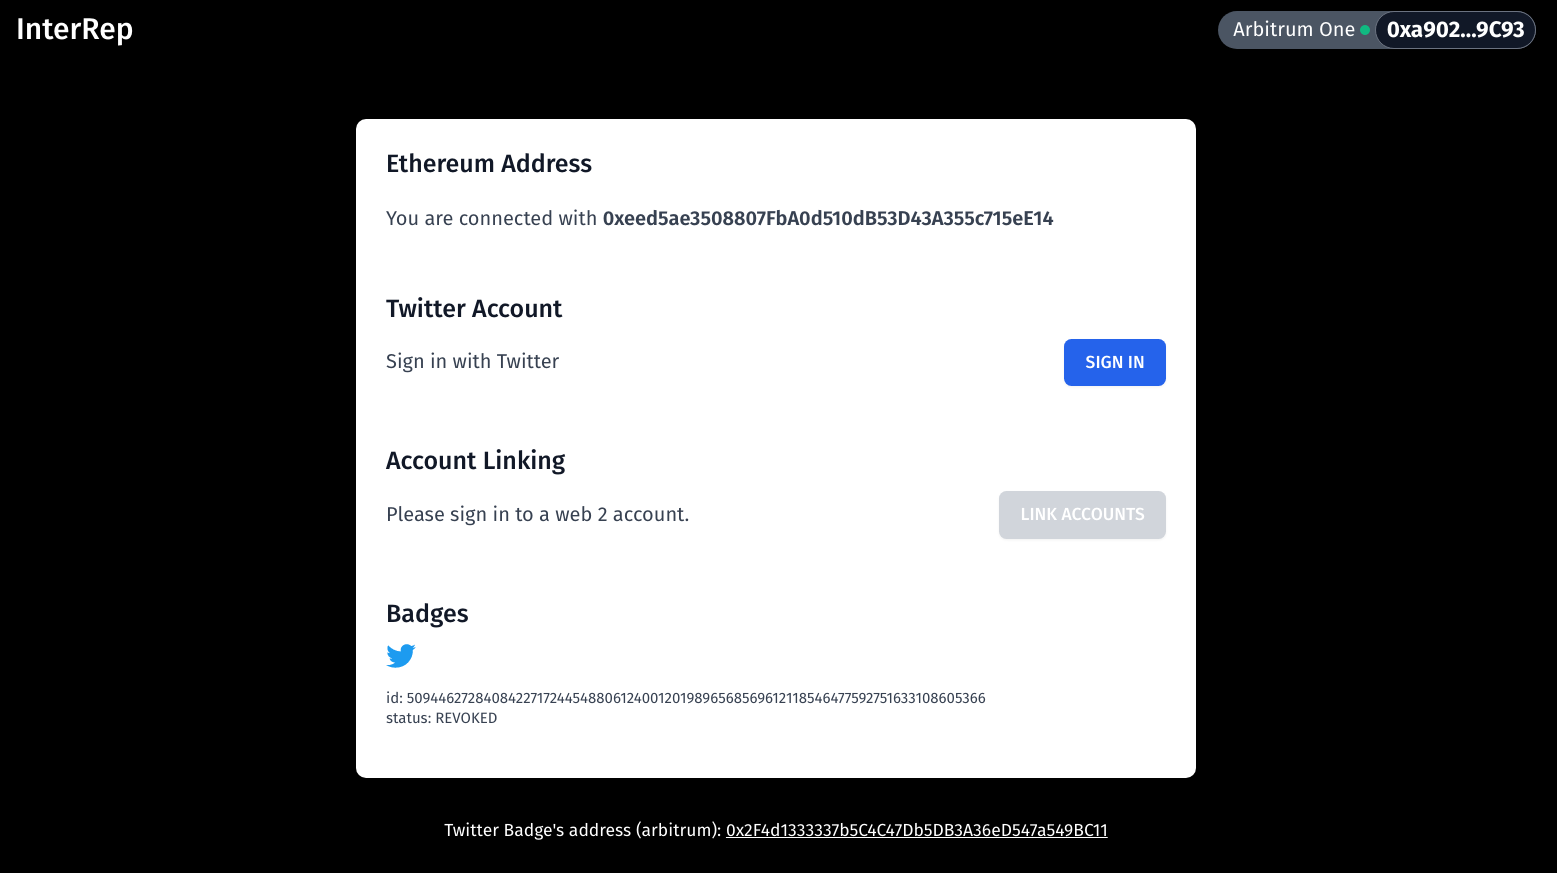 InterRep
Arbitrum One 0xa902...9C93
Ethereum Address
You are connected with 0xeed5ae3508807FbA0d510dB53D43A355c715eE14
Twitter Account
Sign in with Twitter
SIGN IN
Account Linking
Please sign in to a web 2 account.
LINK ACCOUNTS
Badges
id: 50944627284084227172445488061240012019896568569612118546477592751633108605366
status: REVOKED
Twitter Badge's address (arbitrum): 0x2F4d1333337b5C4C47Db5DB3A36eD547a549BC11